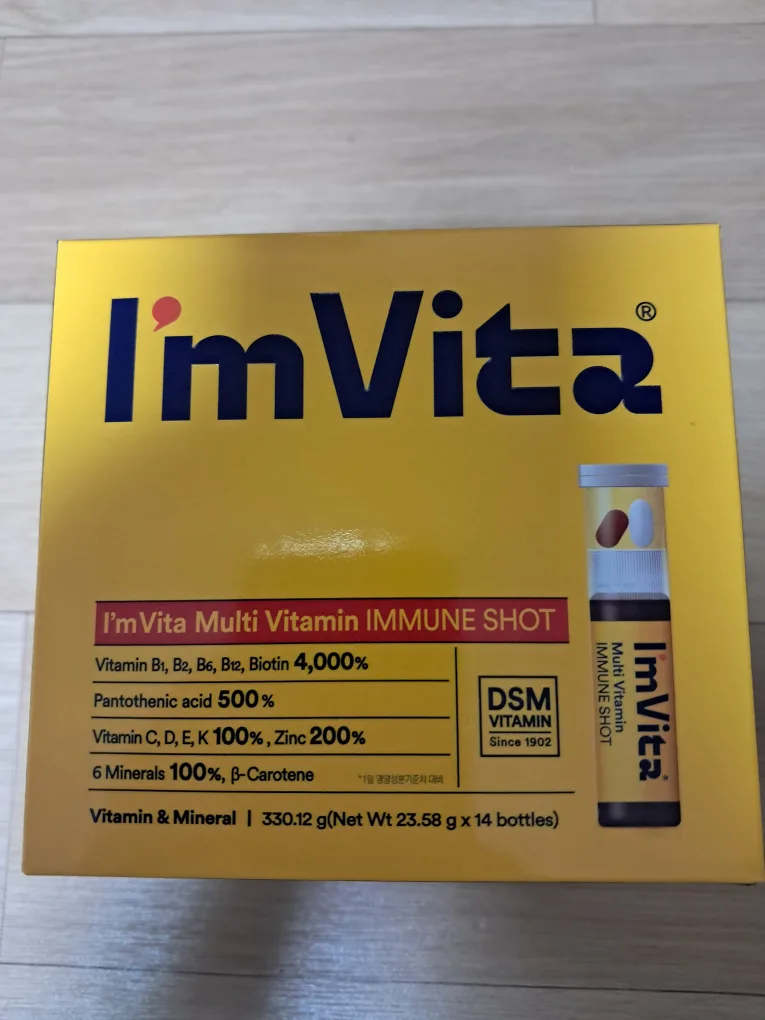 I'mVita®
I'mVita Multi Vitamin IMMUNE SHOT
Vitamin B1, B2, B6, B12, Biotin 4,000%
Pantothenic acid 500%
Vitamin C, D, E, K 100%, Zinc 200%
6 Minerals 100%, β-Carotene
*1일 영양성분기준치 대비
DSM
VITAMIN
Since 1902
Vitamin & Mineral | 330.12 g(Net Wt 23.58 g x 14 bottles)
I'mVita®
Multi Vitamin
IMMUNE SHOT